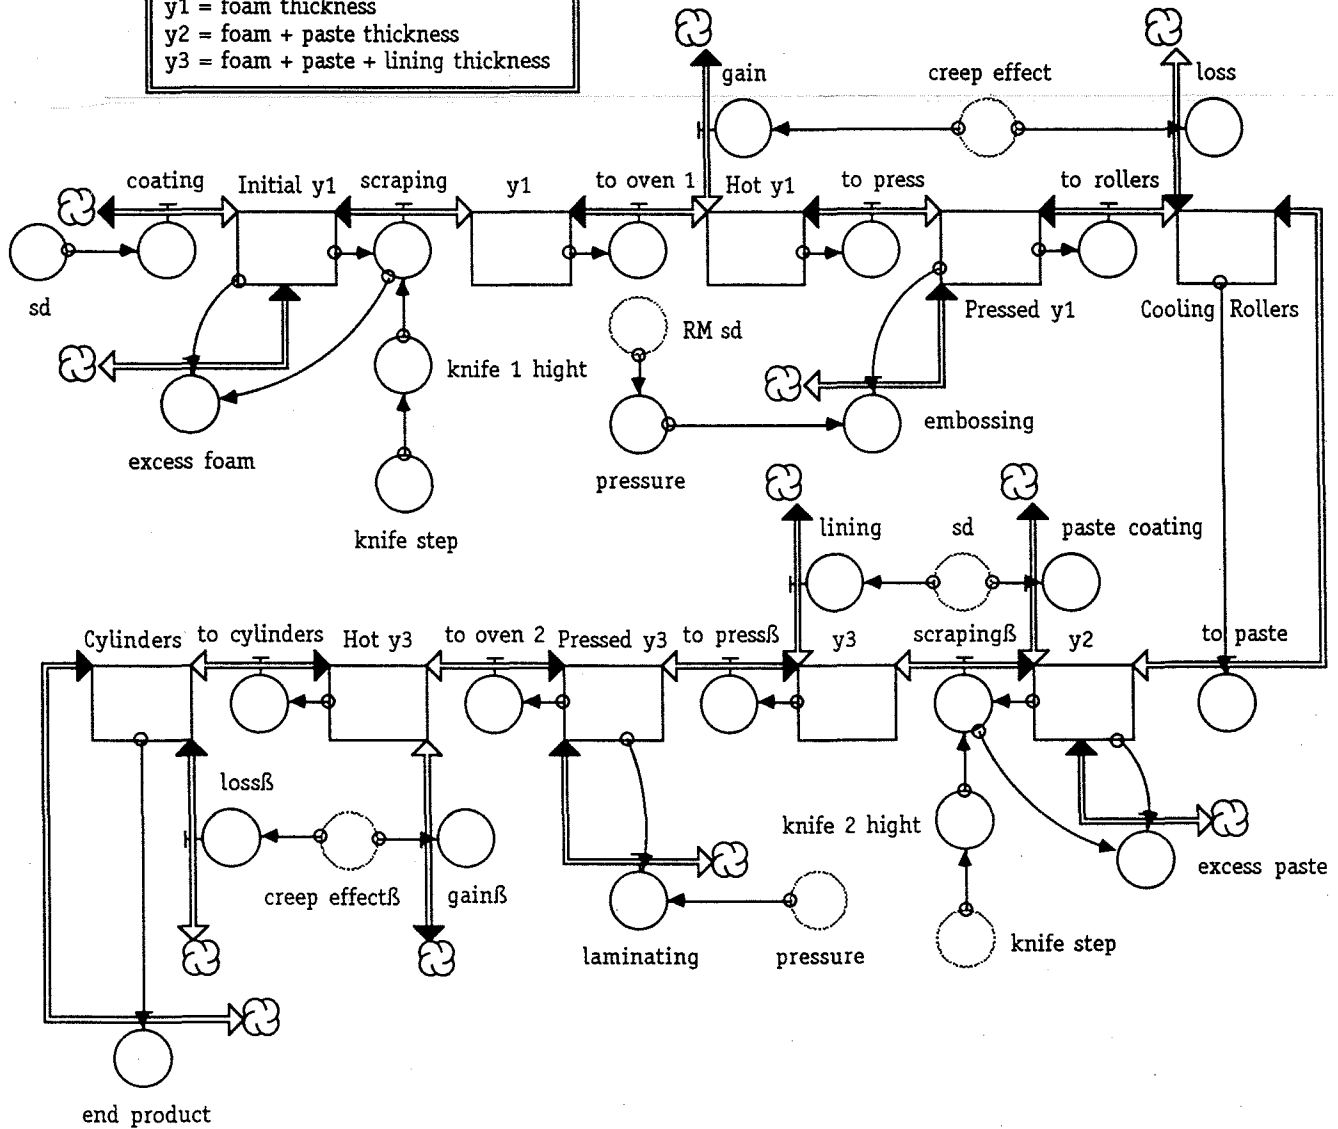 y1 = foam thickness
y2 = foam + paste thickness
y3 = foam + paste + lining thickness
gain
creep effect
loss
coating
Initial y1
scraping
y1
to oven 1
Hot y1
to press
to rollers
sd
RM sd
Pressed y1
Cooling Rollers
knife 1 hight
embossing
excess foam
pressure
knife step
lining
sd
paste coating
Cylinders
to cylinders
Hot y3
to oven 2
Pressed y3
to pressß
y3
scrapingß
y2
to paste
lossß
knife 2 hight
creep effectß
gainß
excess paste
laminating
pressure
knife step
end product